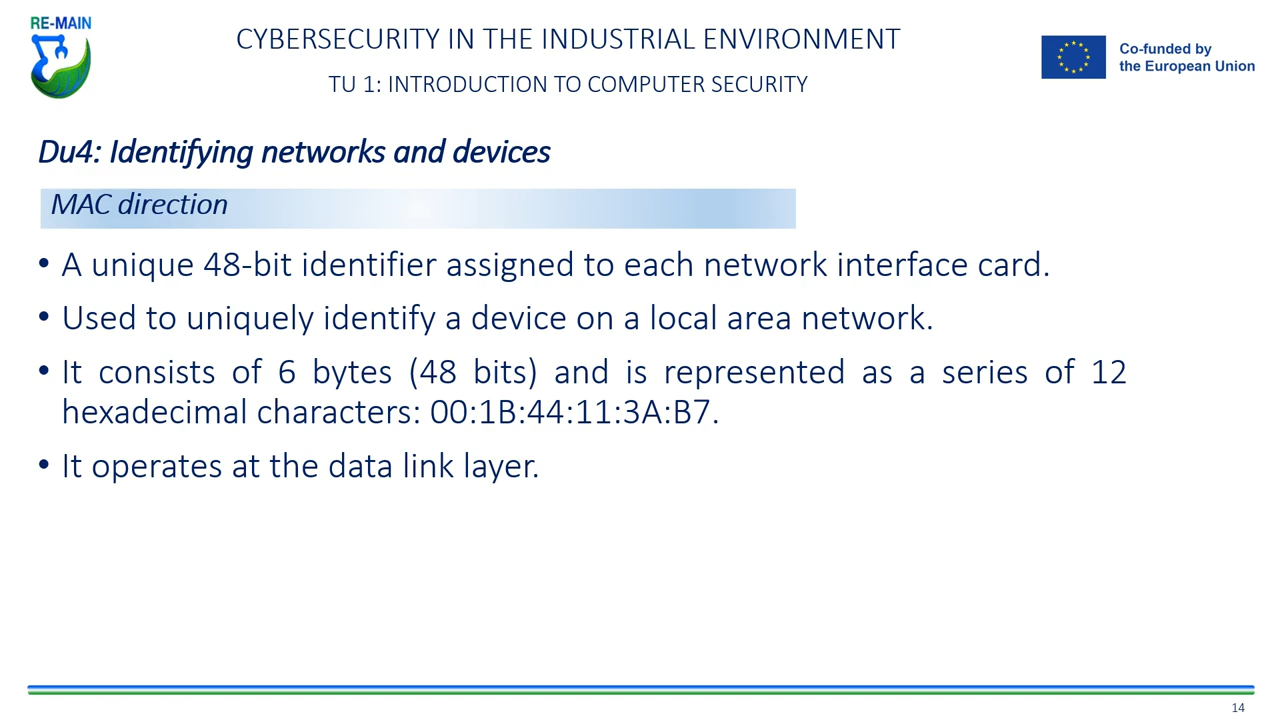 RE-MAIN
CYBERSECURITY IN THE INDUSTRIAL ENVIRONMENT
TU 1: INTRODUCTION TO COMPUTER SECURITY
Co-funded by
the European Union
Du4: Identifying networks and devices
MAC direction
• A unique 48-bit identifier assigned to each network interface card.
• Used to uniquely identify a device on a local area network.
• It consists of 6 bytes (48 bits) and is represented as a series of 12
hexadecimal characters: 00:1B:44:11:3A:B7.
• It operates at the data link layer.
14